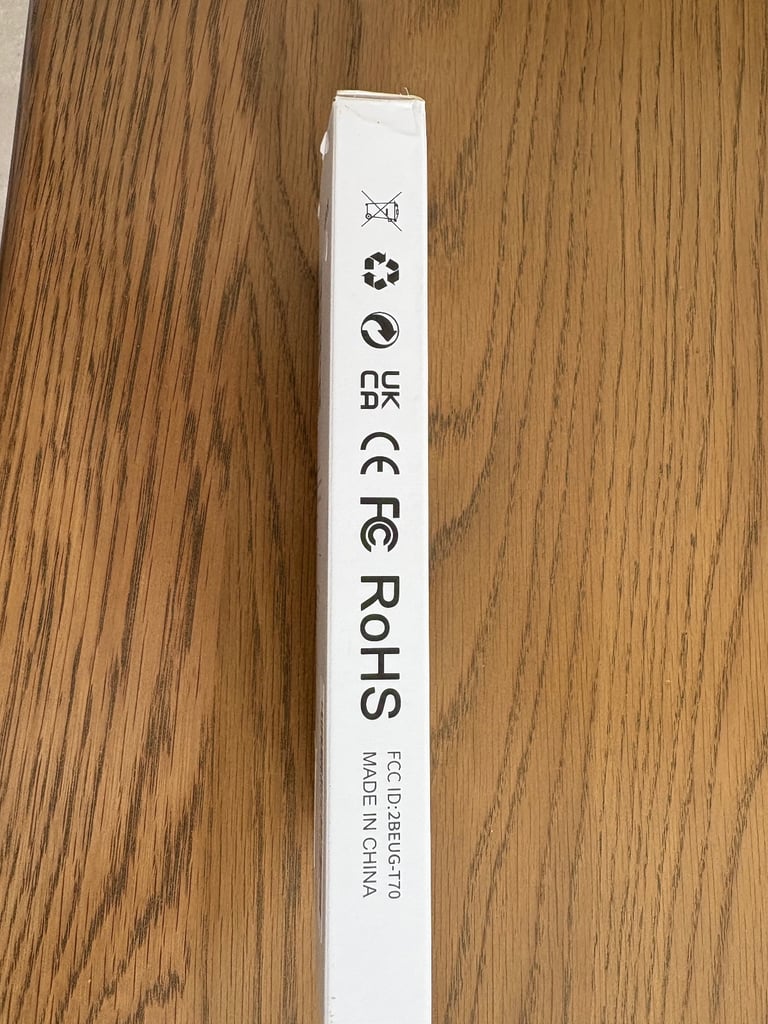 UK
CA
CE
FC
RoHS
FCC ID:2BEUG-T70
MADE IN CHINA